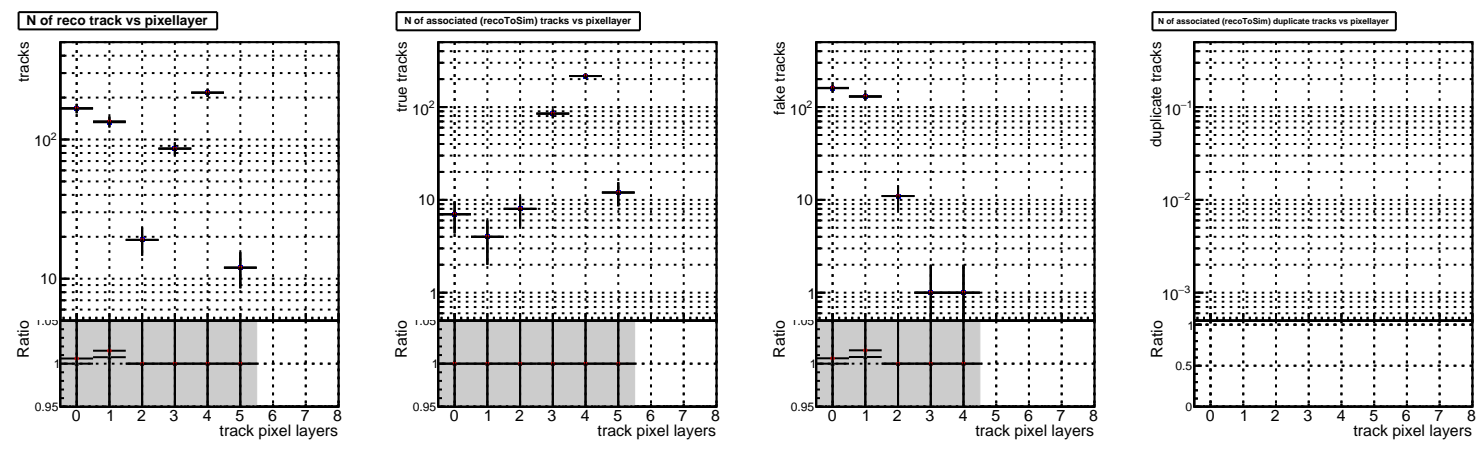 N of reco track vs pixellayer
tracks
10²
10
Ratio
1.05
1
0.95
0 1 2 3 4 5 6 7 8
track pixel layers
N of associated (recoToSim) tracks vs pixellayer
true tracks
10²
10
1
Ratio
1.05
1
0.95
0 1 2 3 4 5 6 7 8
track pixel layers
fake tracks
10²
10
1
Ratio
1.05
1
0.95
0 1 2 3 4 5 6 7 8
track pixel layers
N of associated (recoToSim) duplicate tracks vs pixellayer
duplicate tracks
10⁻¹
10⁻²
10⁻³
Ratio
1
0.5
0
0 1 2 3 4 5 6 7 8
track pixel layers